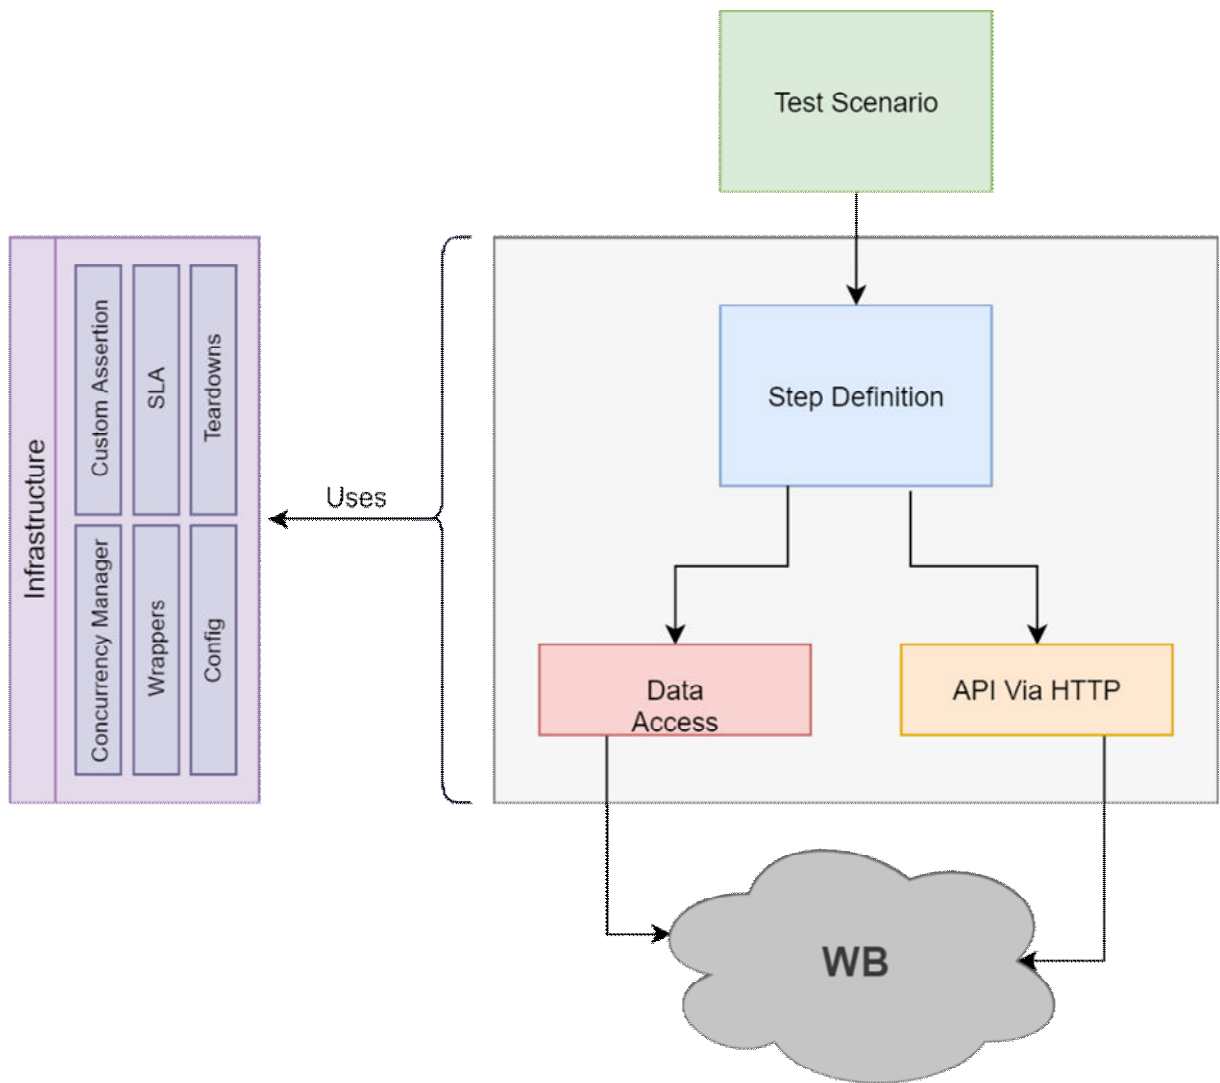 Test Scenario
Infrastructure
Custom Assertion
SLA
Teardowns
Concurrency Manager
Wrappers
Config
Uses
Step Definition
Data
Access
API Via HTTP
WB